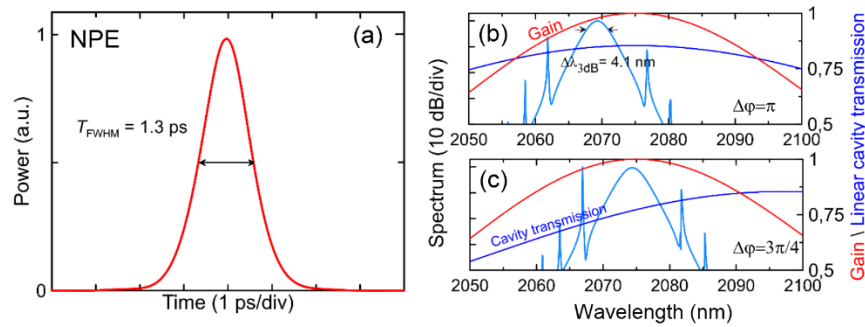 NPE
(a)
1
Power (a.u.)
T_FWHM = 1.3 ps
0
Time (1 ps/div)
Spectrum (10 dB/div)
(b)
Gain
Δλ3dB= 4.1 nm
Δφ=π
1
0.75
0,5
2050 2060 2070 2080 2090 2100
(c)
Cavity transmission
Δφ=3π/4
1
0.75
0,5
2050 2060 2070 2080 2090 2100
Wavelength (nm)
Gain \ Linear cavity transmission